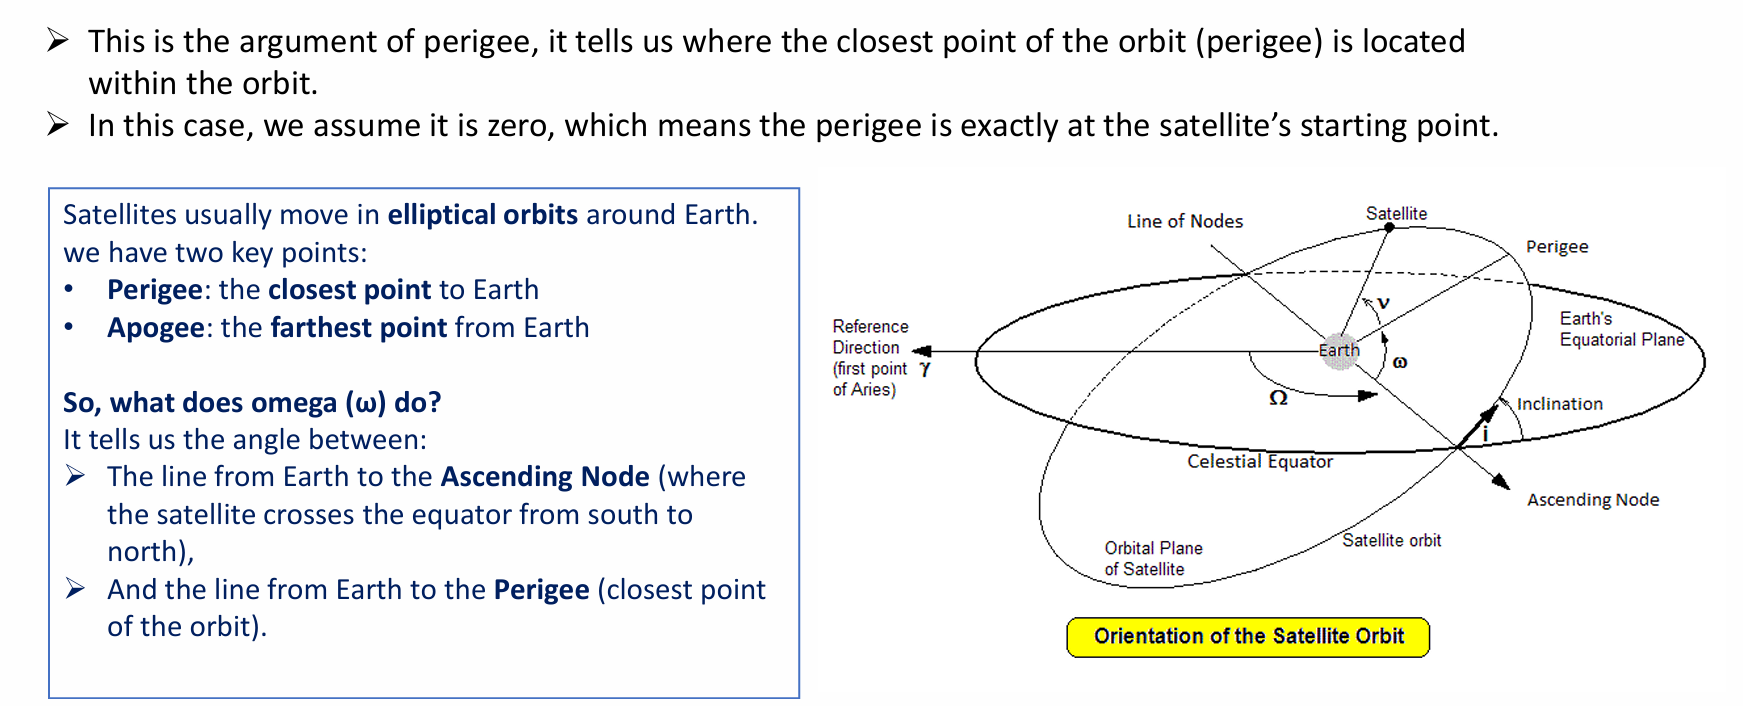 ➢ This is the argument of perigee, it tells us where the closest point of the orbit (perigee) is located
within the orbit.
➢ In this case, we assume it is zero, which means the perigee is exactly at the satellite’s starting point.
Satellites usually move in elliptical orbits around Earth.
we have two key points:
• Perigee: the closest point to Earth
• Apogee: the farthest point from Earth
So, what does omega (ω) do?
It tells us the angle between:
➢ The line from Earth to the Ascending Node (where
the satellite crosses the equator from south to
north),
➢ And the line from Earth to the Perigee (closest point
of the orbit).
Satellite
Line of Nodes
Perigee
ν
Reference
Direction
(first point γ
of Aries)
Earth's
Equatorial Plane
Earth
ω
Ω
Inclination
i
Celestial Equator
Ascending Node
Satellite orbit
Orbital Plane
of Satellite
Orientation of the Satellite Orbit